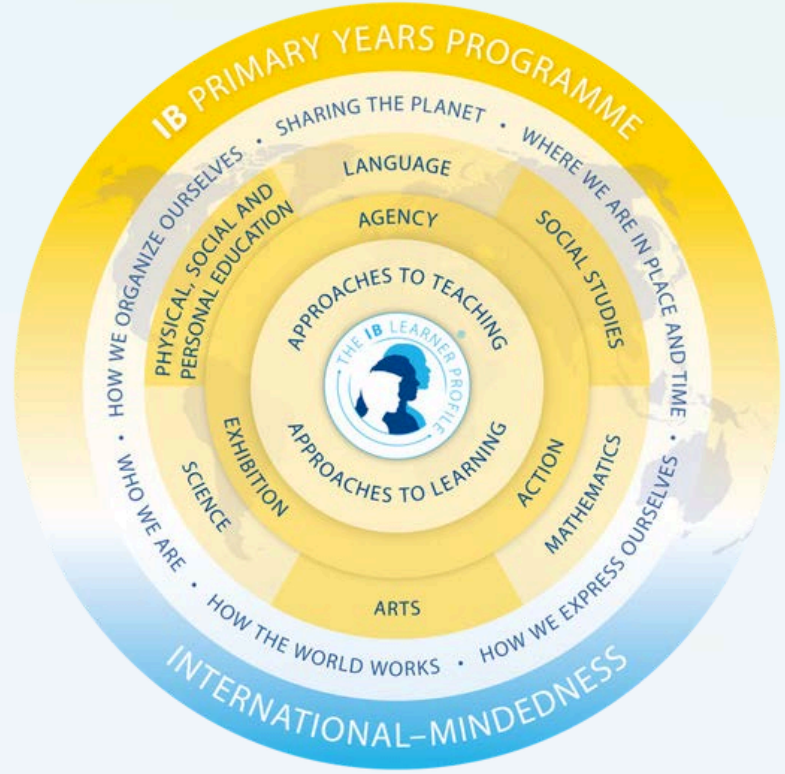 IB PRIMARY YEARS PROGRAMME
SHARING THE PLANET
•
WHERE WE ARE IN PLACE AND TIME
•
HOW WE EXPRESS OURSELVES
•
HOW THE WORLD WORKS
•
WHO WE ARE
•
HOW WE ORGANIZE OURSELVES
•
LANGUAGE
SOCIAL STUDIES
MATHEMATICS
ARTS
SCIENCE
PHYSICAL, SOCIAL AND
PERSONAL EDUCATION
AGENCY
ACTION
EXHIBITION
APPROACHES TO TEACHING
THE IB LEARNER PROFILE
®
APPROACHES TO LEARNING
INTERNATIONAL–MINDEDNESS